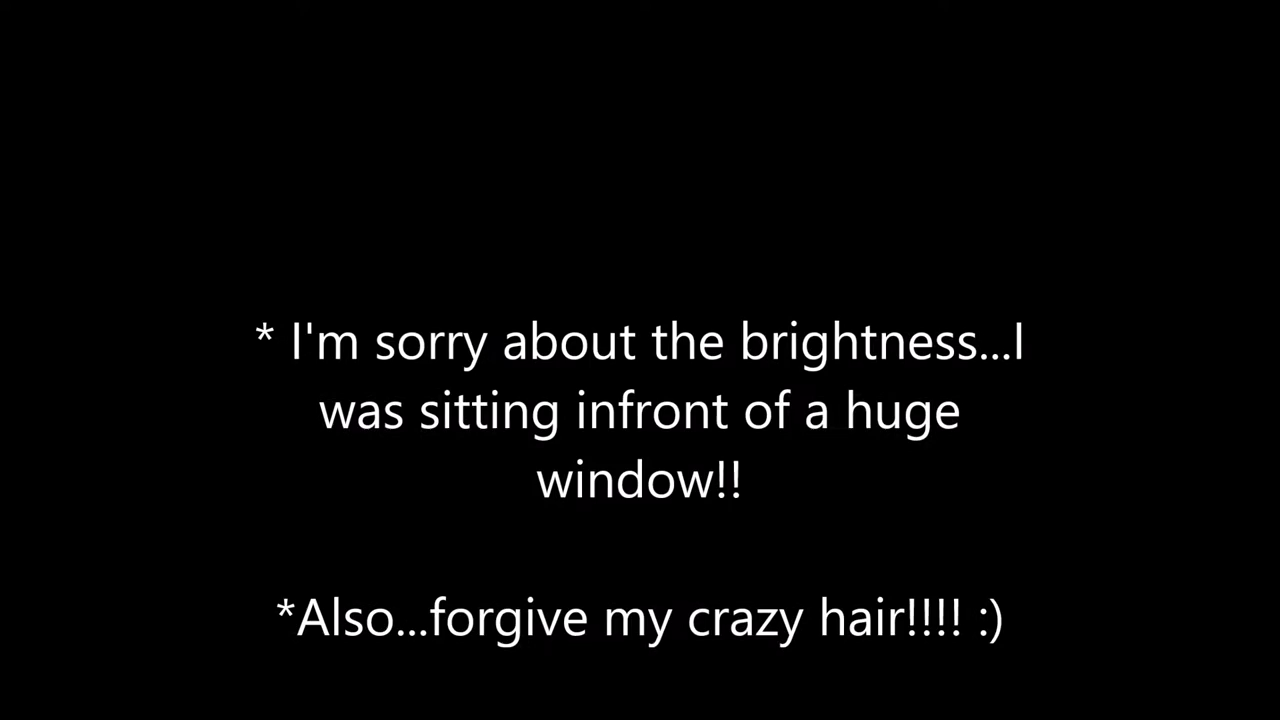 * I'm sorry about the brightness...I
was sitting infront of a huge
window!!
*Also...forgive my crazy hair!!!! :)